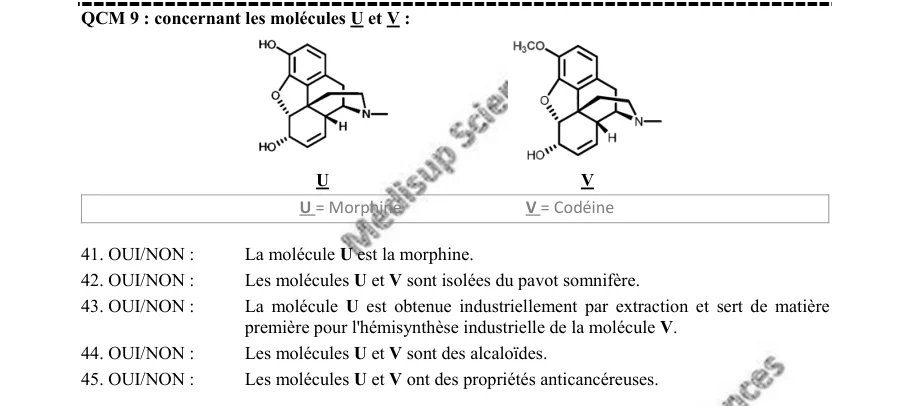 QCM 9 : concernant les molécules U et V :
HO
O
N
H
HO
H3CO
O
N
H
HO
U
V
U = Morphine
V = Codéine
Medisup Scien
41. OUI/NON : La molécule U est la morphine.
42. OUI/NON : Les molécules U et V sont isolées du pavot somnifère.
43. OUI/NON : La molécule U est obtenue industriellement par extraction et sert de matière
première pour l'hémisynthèse industrielle de la molécule V.
44. OUI/NON : Les molécules U et V sont des alcaloïdes.
45. OUI/NON : Les molécules U et V ont des propriétés anticancéreuses.
nces